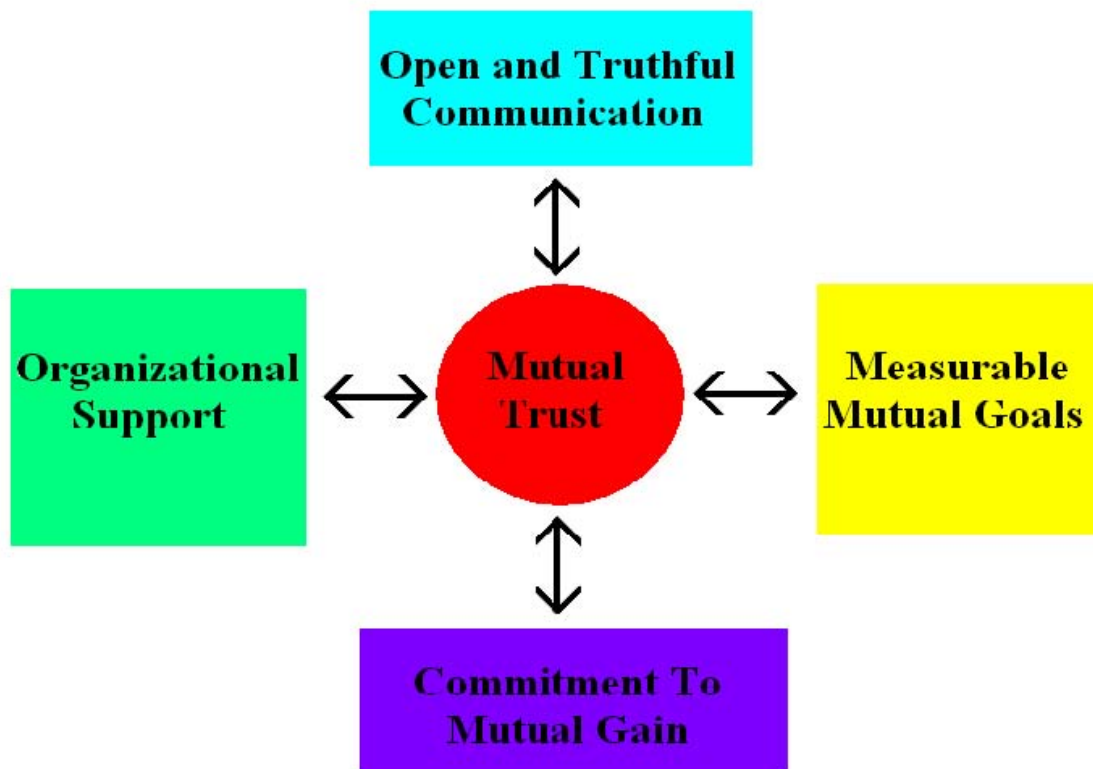 Open and Truthful
Communication
Organizational
Support
Mutual
Trust
Measurable
Mutual Goals
Commitment To
Mutual Gain